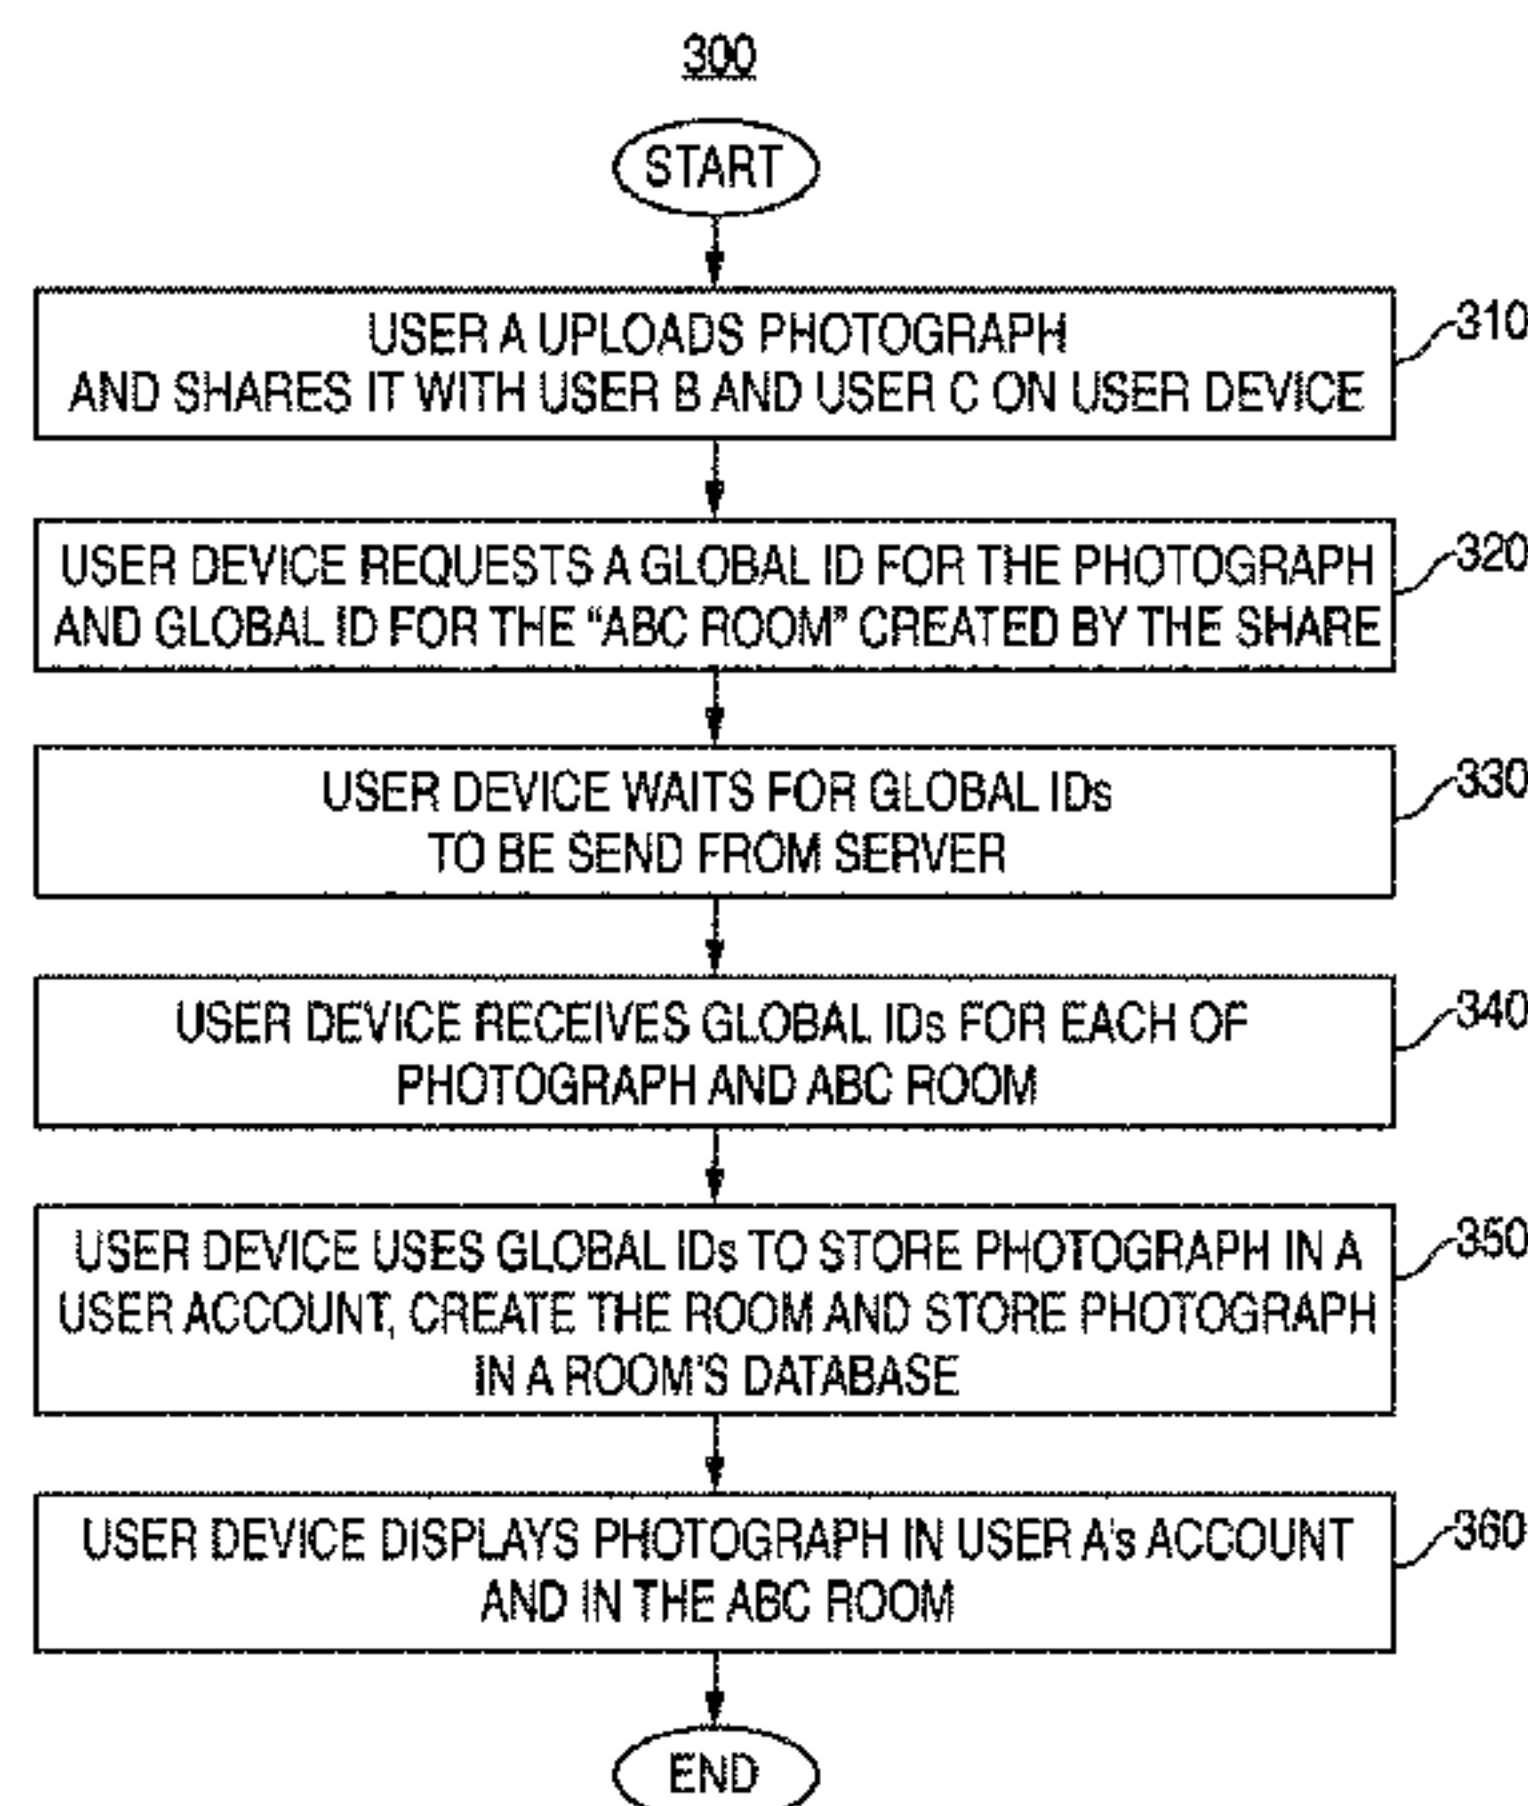 300
START
USER A UPLOADS PHOTOGRAPH
AND SHARES IT WITH USER B AND USER C ON USER DEVICE
310
USER DEVICE REQUESTS A GLOBAL ID FOR THE PHOTOGRAPH
AND GLOBAL ID FOR THE “ABC ROOM” CREATED BY THE SHARE
320
USER DEVICE WAITS FOR GLOBAL IDs
TO BE SEND FROM SERVER
330
USER DEVICE RECEIVES GLOBAL IDs FOR EACH OF
PHOTOGRAPH AND ABC ROOM
340
USER DEVICE USES GLOBAL IDs TO STORE PHOTOGRAPH IN A
USER ACCOUNT, CREATE THE ROOM AND STORE PHOTOGRAPH
IN A ROOM'S DATABASE
350
USER DEVICE DISPLAYS PHOTOGRAPH IN USER A's ACCOUNT
AND IN THE ABC ROOM
360
END